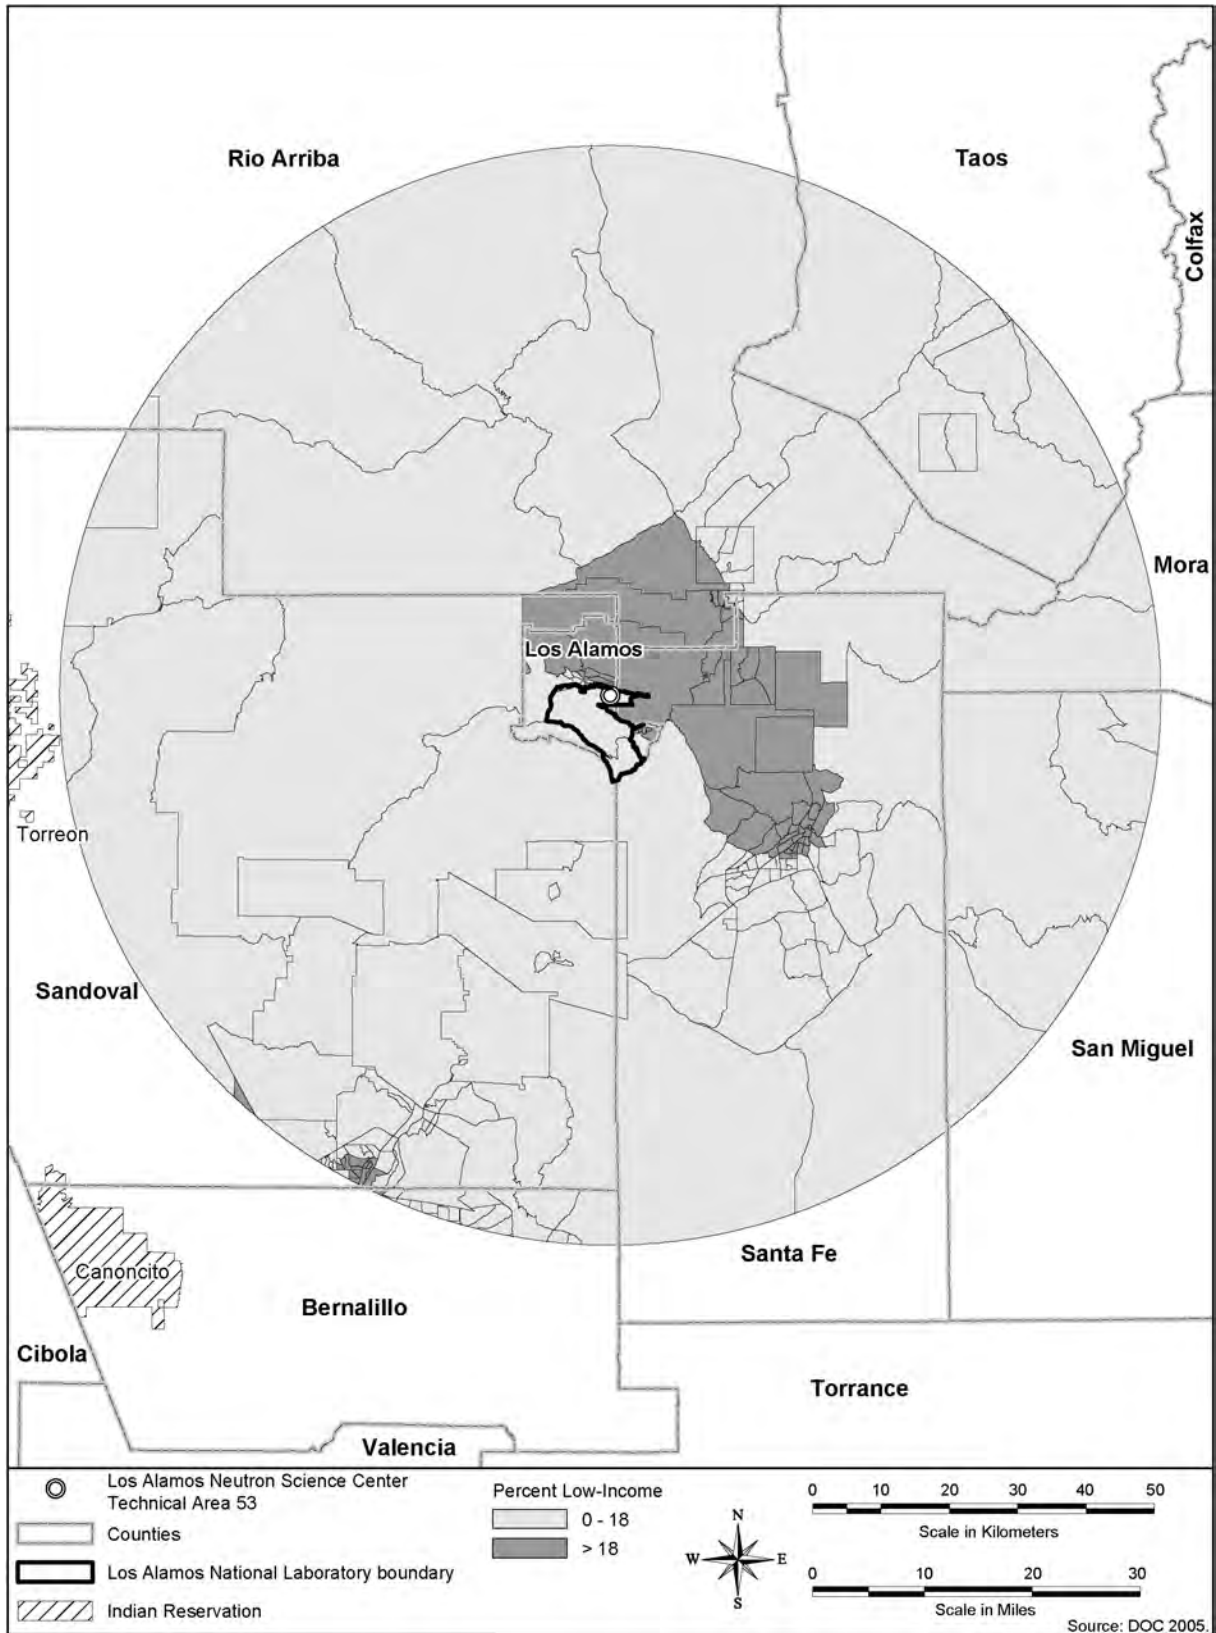 Rio Arriba
Taos
Colfax
Mora
Los Alamos
Torreon
Sandoval
San Miguel
Santa Fe
Canoncito
Bernalillo
Cibola
Torrance
Valencia
Los Alamos Neutron Science Center
Technical Area 53
Counties
Los Alamos National Laboratory boundary
Indian Reservation
Percent Low-Income
0 - 18
> 18
N
W E
S
0 10 20 30 40 50
Scale in Kilometers
0 10 20 30
Scale in Miles
Source: DOC 2005.